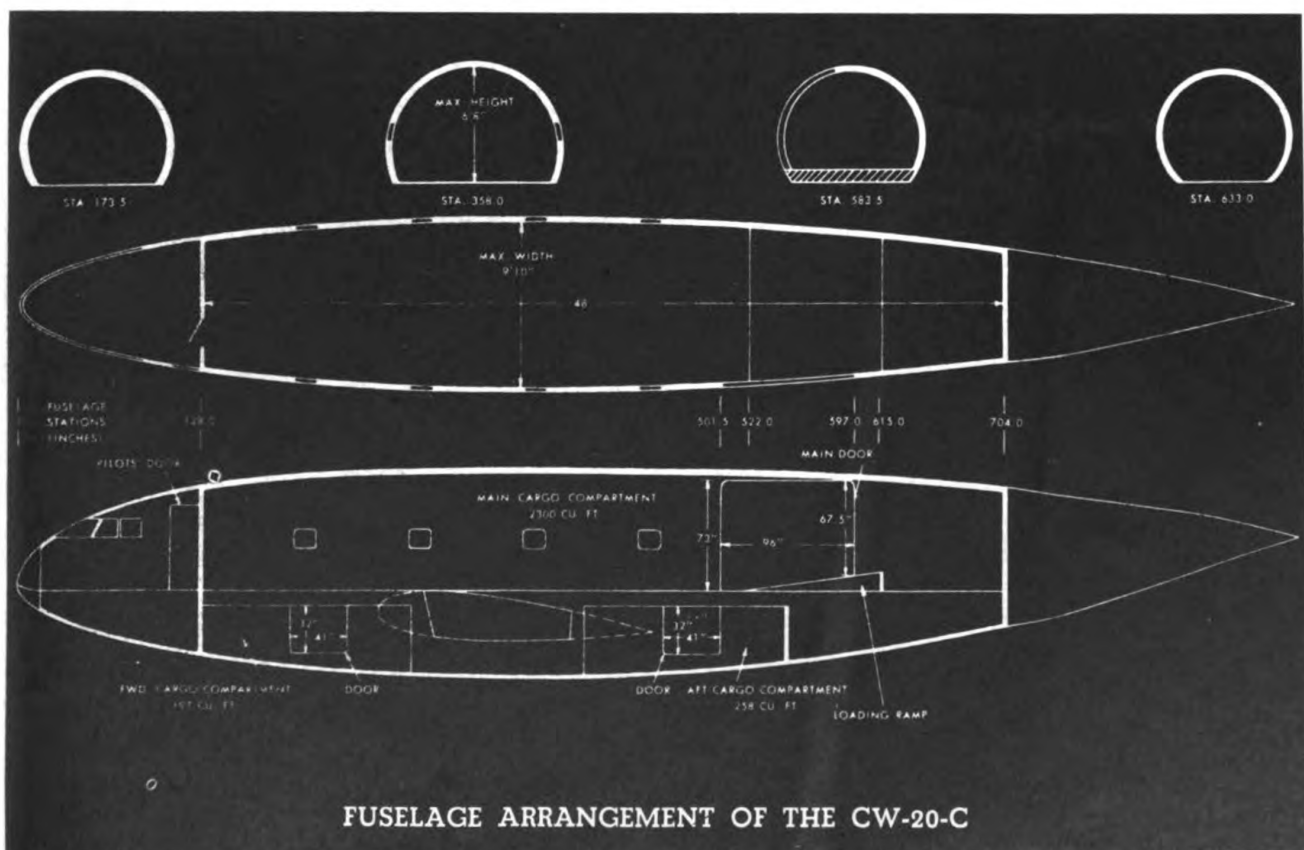 MAX. HEIGHT
STA. 173.5
STA. 358.0
STA. 583.5
STA. 633.0
MAX. WIDTH
9'10"
48'
FUSELAGE
STATIONS
(INCHES)
501.5
522.0
597.0
615.0
704.0
PILOTS' DOOR
MAIN DOOR
MAIN CARGO COMPARTMENT
2300 CU. FT.
73"
96"
67.5"
32"
41"
32"
41"
FWD. CARGO COMPARTMENT
CU. FT.
DOOR
DOOR
AFT CARGO COMPARTMENT
258 CU. FT.
LOADING RAMP
FUSELAGE ARRANGEMENT OF THE CW-20-C